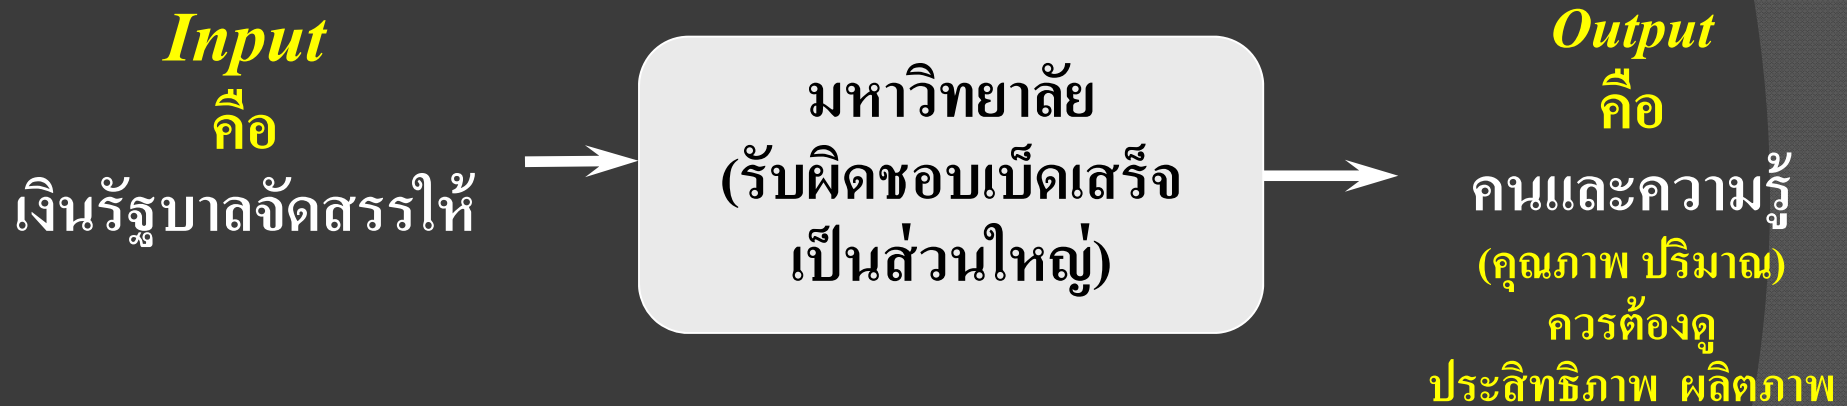 Input
คือ
เงินรัฐบาลจัดสรรให้
มหาวิทยาลัย
(รับผิดชอบเบ็ดเสร็จ
เป็นส่วนใหญ่)
Output
คือ
คนและความรู้
(คุณภาพ ปริมาณ)
ควรต้องดู
ประสิทธิภาพ ผลิตภาพ